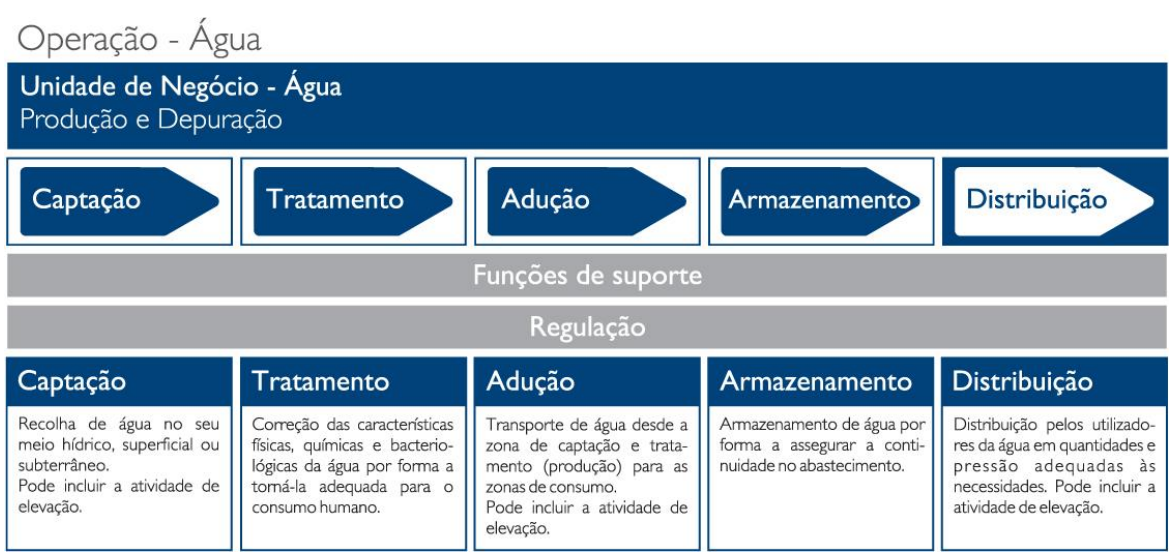 Operação - Água
Unidade de Negócio - Água
Produção e Depuração
Captação
Tratamento
Adução
Armazenamento
Distribuição
Funções de suporte
Regulação
Captação
Recolha de água no seu
meio hídrico, superficial ou
subterrâneo.
Pode incluir a atividade de
elevação.
Tratamento
Correção das características
físicas, químicas e bacterio-
lógicas da água por forma a
torná-la adequada para o
consumo humano.
Adução
Transporte de água desde a
zona de captação e trata-
mento (produção) para as
zonas de consumo.
Pode incluir a atividade de
elevação.
Armazenamento
Armazenamento de água por
forma a assegurar a conti-
nuidade no abastecimento.
Distribuição
Distribuição pelos utilizado-
res da água em quantidades e
pressão adequadas às
necessidades. Pode incluir a
atividade de elevação.